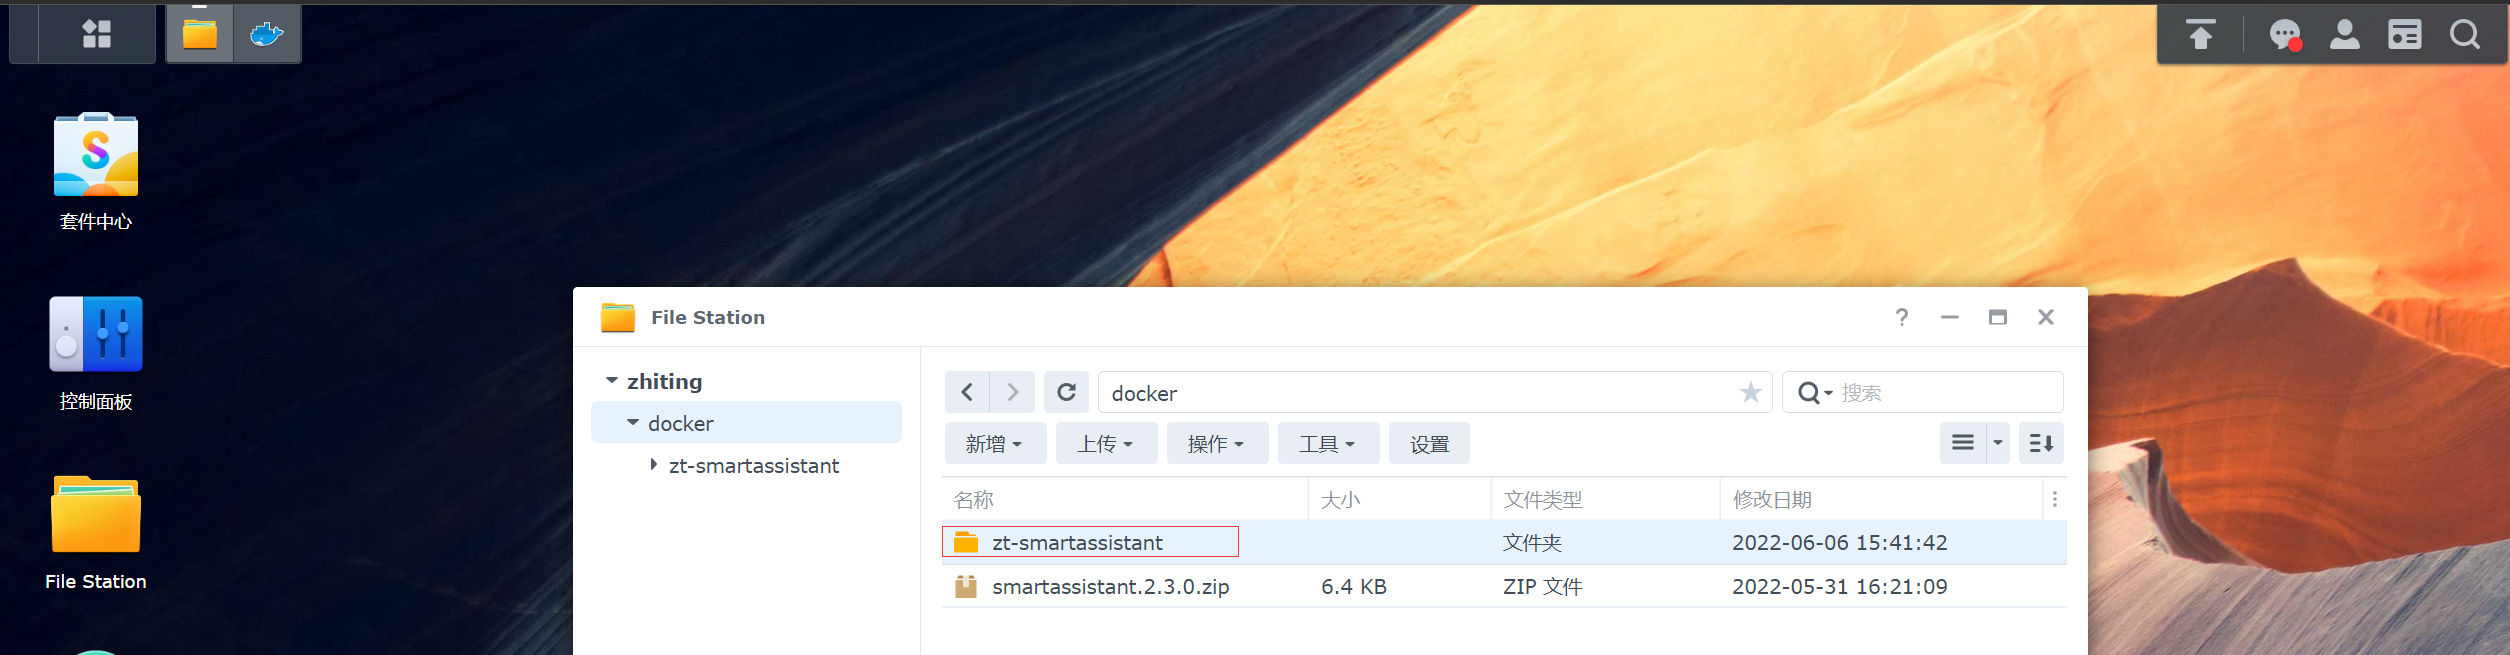 套件中心
控制面板
File Station
File Station
zhiting
docker
zt-smartassistant
docker
搜索
新增
上传
操作
工具
设置
名称 大小 文件类型 修改日期
zt-smartassistant 文件夹 2022-06-06 15:41:42
smartassistant.2.3.0.zip 6.4 KB ZIP 文件 2022-05-31 16:21:09